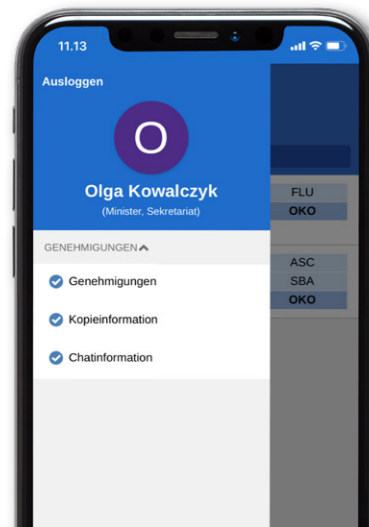 11.13
Ausloggen
O
Olga Kowalczyk
(Minister, Sekretariat)
GENEHMIGUNGEN
Genehmigungen
Kopieinformation
Chatinformation
FLU
OKO
ASC
SBA
OKO